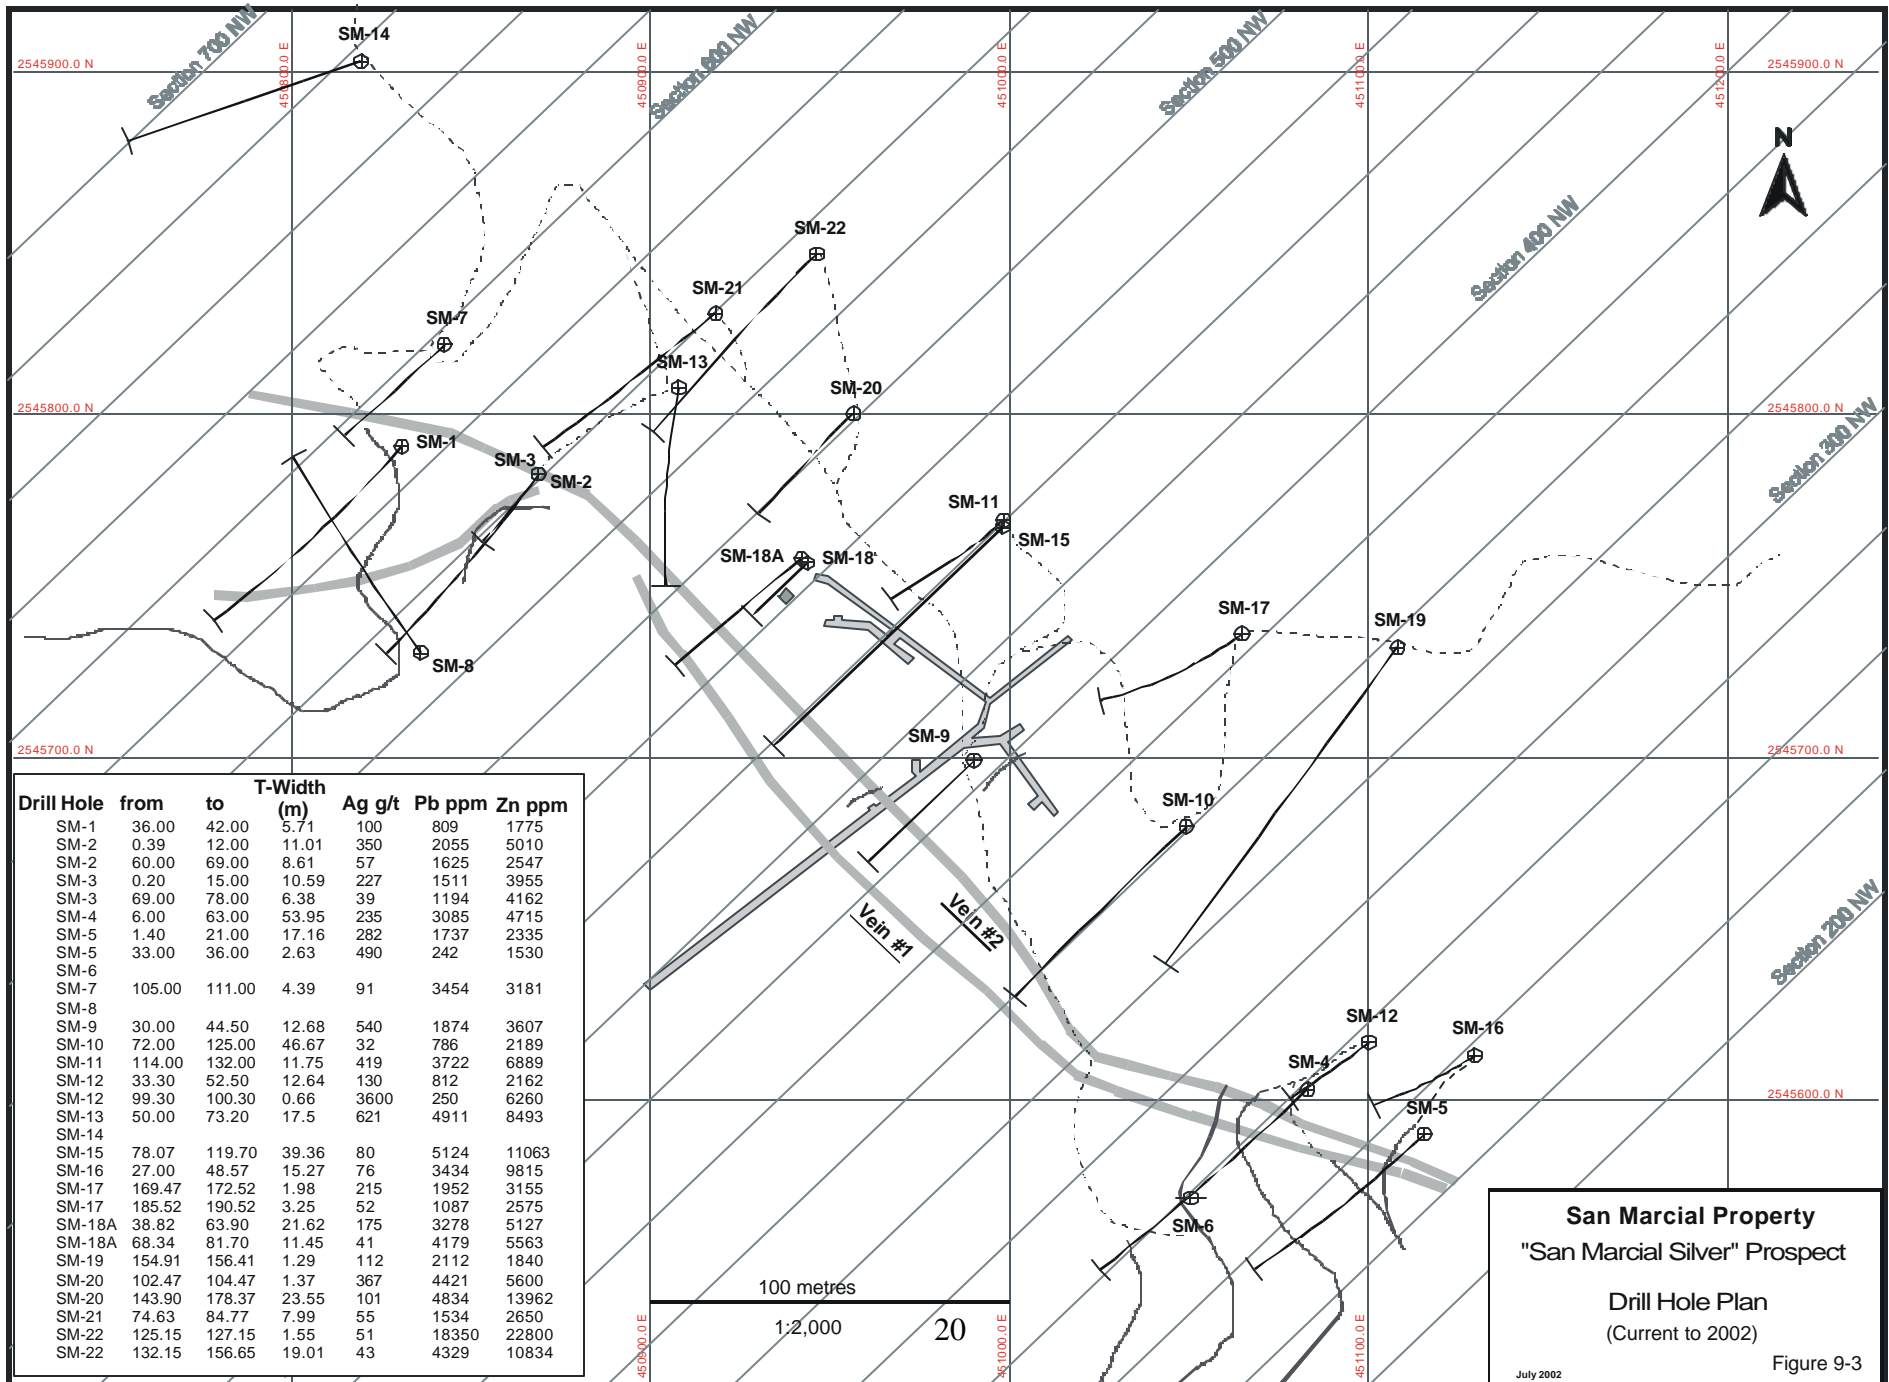 Section 700 NW
SM-14
450800.0 E
450900.0 E
Section 600 NW
451000.0 E
Section 500 NW
451100.0 E
451200.0 E
2545900.0 N
2545900.0 N
N
Section 400 NW
SM-22
SM-21
SM-7
SM-13
SM-20
2545800.0 N
2545800.0 N
Section 300 NW
SM-1
SM-3
SM-2
SM-11
SM-15
SM-18A
SM-18
SM-17
SM-19
SM-8
SM-9
2545700.0 N
2545700.0 N
SM-10
Vein #1
Vein #2
Section 200 NW
SM-12
SM-16
SM-4
SM-5
2545600.0 N
SM-6
Drill Hole from to T-Width (m) Ag g/t Pb ppm Zn ppm
SM-1 36.00 42.00 5.71 100 809 1775
SM-2 0.39 12.00 11.01 350 2055 5010
SM-2 60.00 69.00 8.61 57 1625 2547
SM-3 0.20 15.00 10.59 227 1511 3955
SM-3 69.00 78.00 6.38 39 1194 4162
SM-4 6.00 63.00 53.95 235 3085 4715
SM-5 1.40 21.00 17.16 282 1737 2335
SM-5 33.00 36.00 2.63 490 242 1530
SM-6
SM-7 105.00 111.00 4.39 91 3454 3181
SM-8
SM-9 30.00 44.50 12.68 540 1874 3607
SM-10 72.00 125.00 46.67 32 786 2189
SM-11 114.00 132.00 11.75 419 3722 6889
SM-12 33.30 52.50 12.64 130 812 2162
SM-12 99.30 100.30 0.66 3600 250 6260
SM-13 50.00 73.20 17.5 621 4911 8493
SM-14
SM-15 78.07 119.70 39.36 80 5124 11063
SM-16 27.00 48.57 15.27 76 3434 9815
SM-17 169.47 172.52 1.98 215 1952 3155
SM-17 185.52 190.52 3.25 52 1087 2575
SM-18A 38.82 63.90 21.62 175 3278 5127
SM-18A 68.34 81.70 11.45 41 4179 5563
SM-19 154.91 156.41 1.29 112 2112 1840
SM-20 102.47 104.47 1.37 367 4421 5600
SM-20 143.90 178.37 23.55 101 4834 13962
SM-21 74.63 84.77 7.99 55 1534 2650
SM-22 125.15 127.15 1.55 51 18350 22800
SM-22 132.15 156.65 19.01 43 4329 10834
100 metres
1:2,000
20
450900.0 E
451000.0 E
451100.0 E
San Marcial Property
"San Marcial Silver" Prospect
Drill Hole Plan
(Current to 2002)
Figure 9-3
July 2002